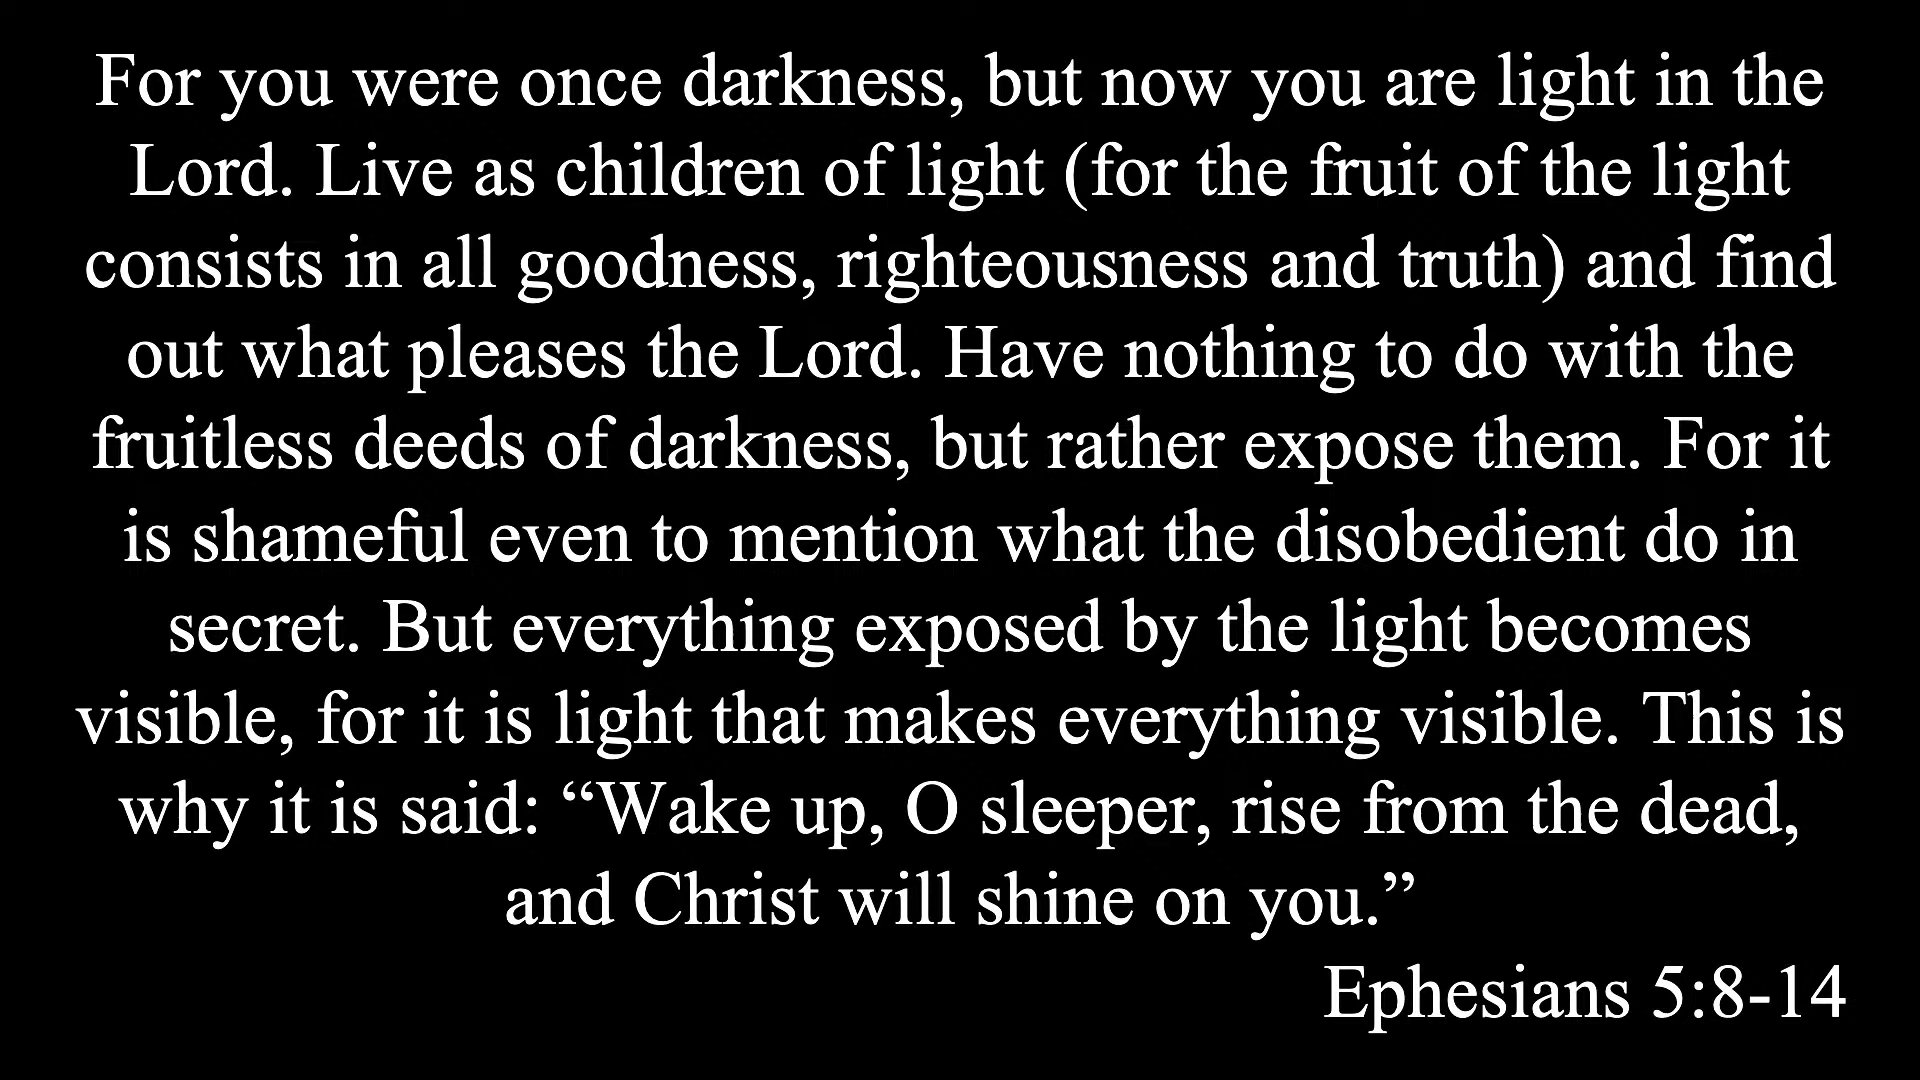 For you were once darkness, but now you are light in the
Lord. Live as children of light (for the fruit of the light
consists in all goodness, righteousness and truth) and find
out what pleases the Lord. Have nothing to do with the
fruitless deeds of darkness, but rather expose them. For it
is shameful even to mention what the disobedient do in
secret. But everything exposed by the light becomes
visible, for it is light that makes everything visible. This is
why it is said: “Wake up, O sleeper, rise from the dead,
and Christ will shine on you.”
Ephesians 5:8-14